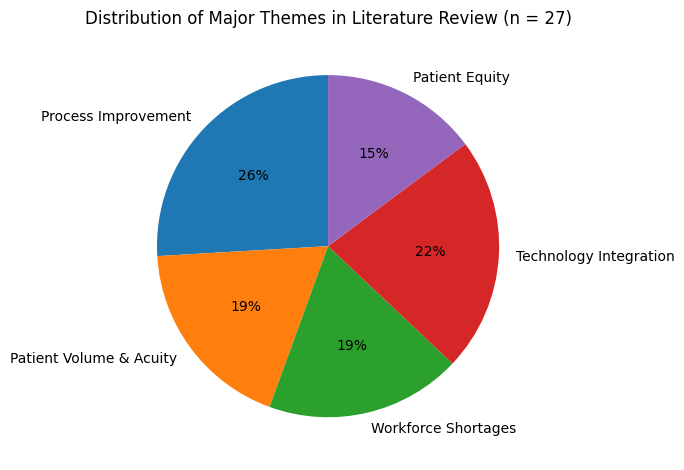 Distribution of Major Themes in Literature Review (n = 27)
Patient Equity
Process Improvement
15%
26%
22%
Technology Integration
19%
19%
Patient Volume & Acuity
Workforce Shortages